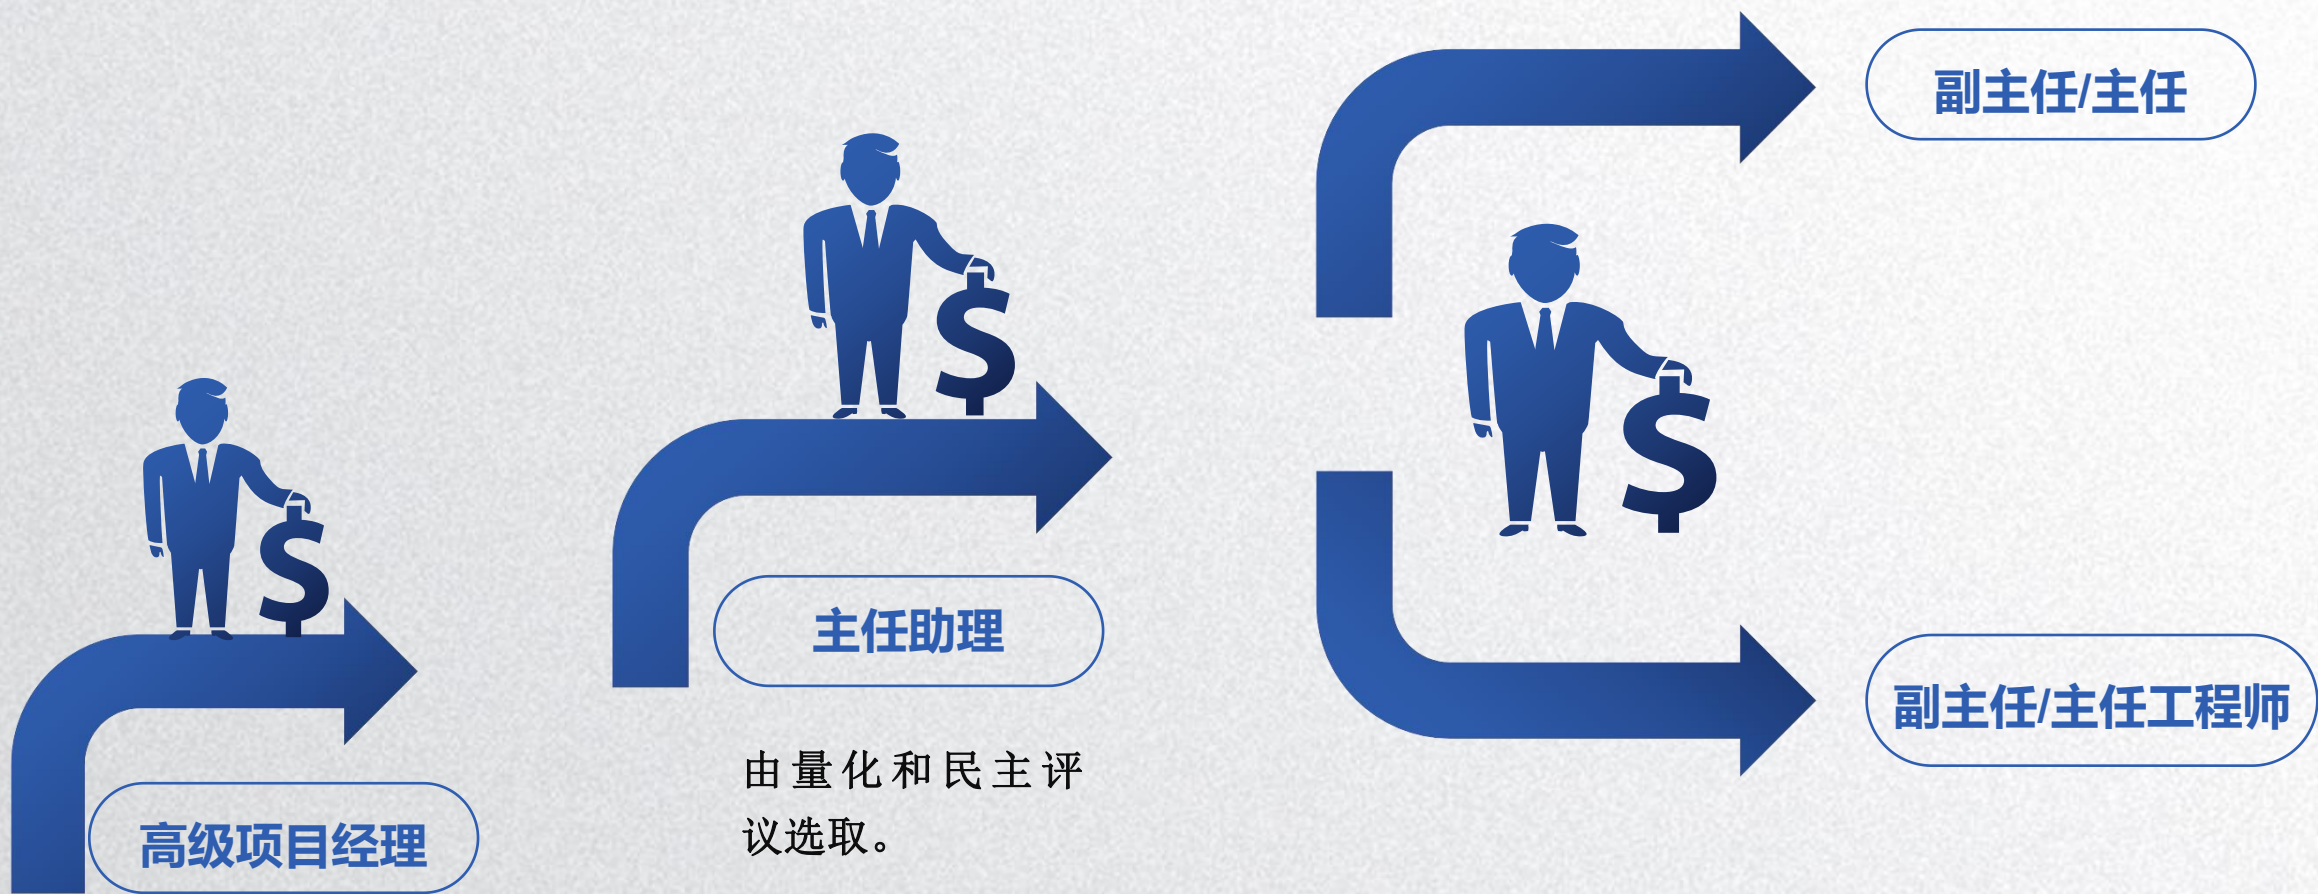 副主任/主任
主任助理
由量化和民主评
议选取。
副主任/主任工程师
高级项目经理